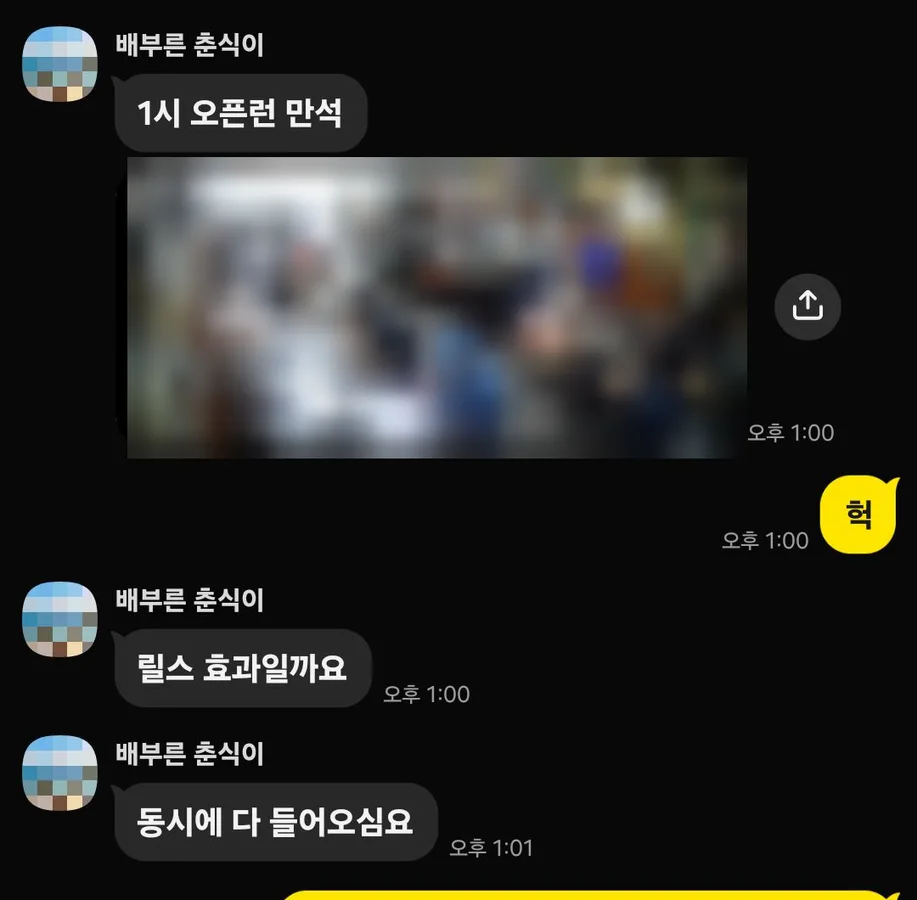 배부른 춘식이
1시 오픈런 만석
오후 1:00
헉
오후 1:00
배부른 춘식이
릴스 효과일까요
오후 1:00
배부른 춘식이
동시에 다 들어오심요
오후 1:01